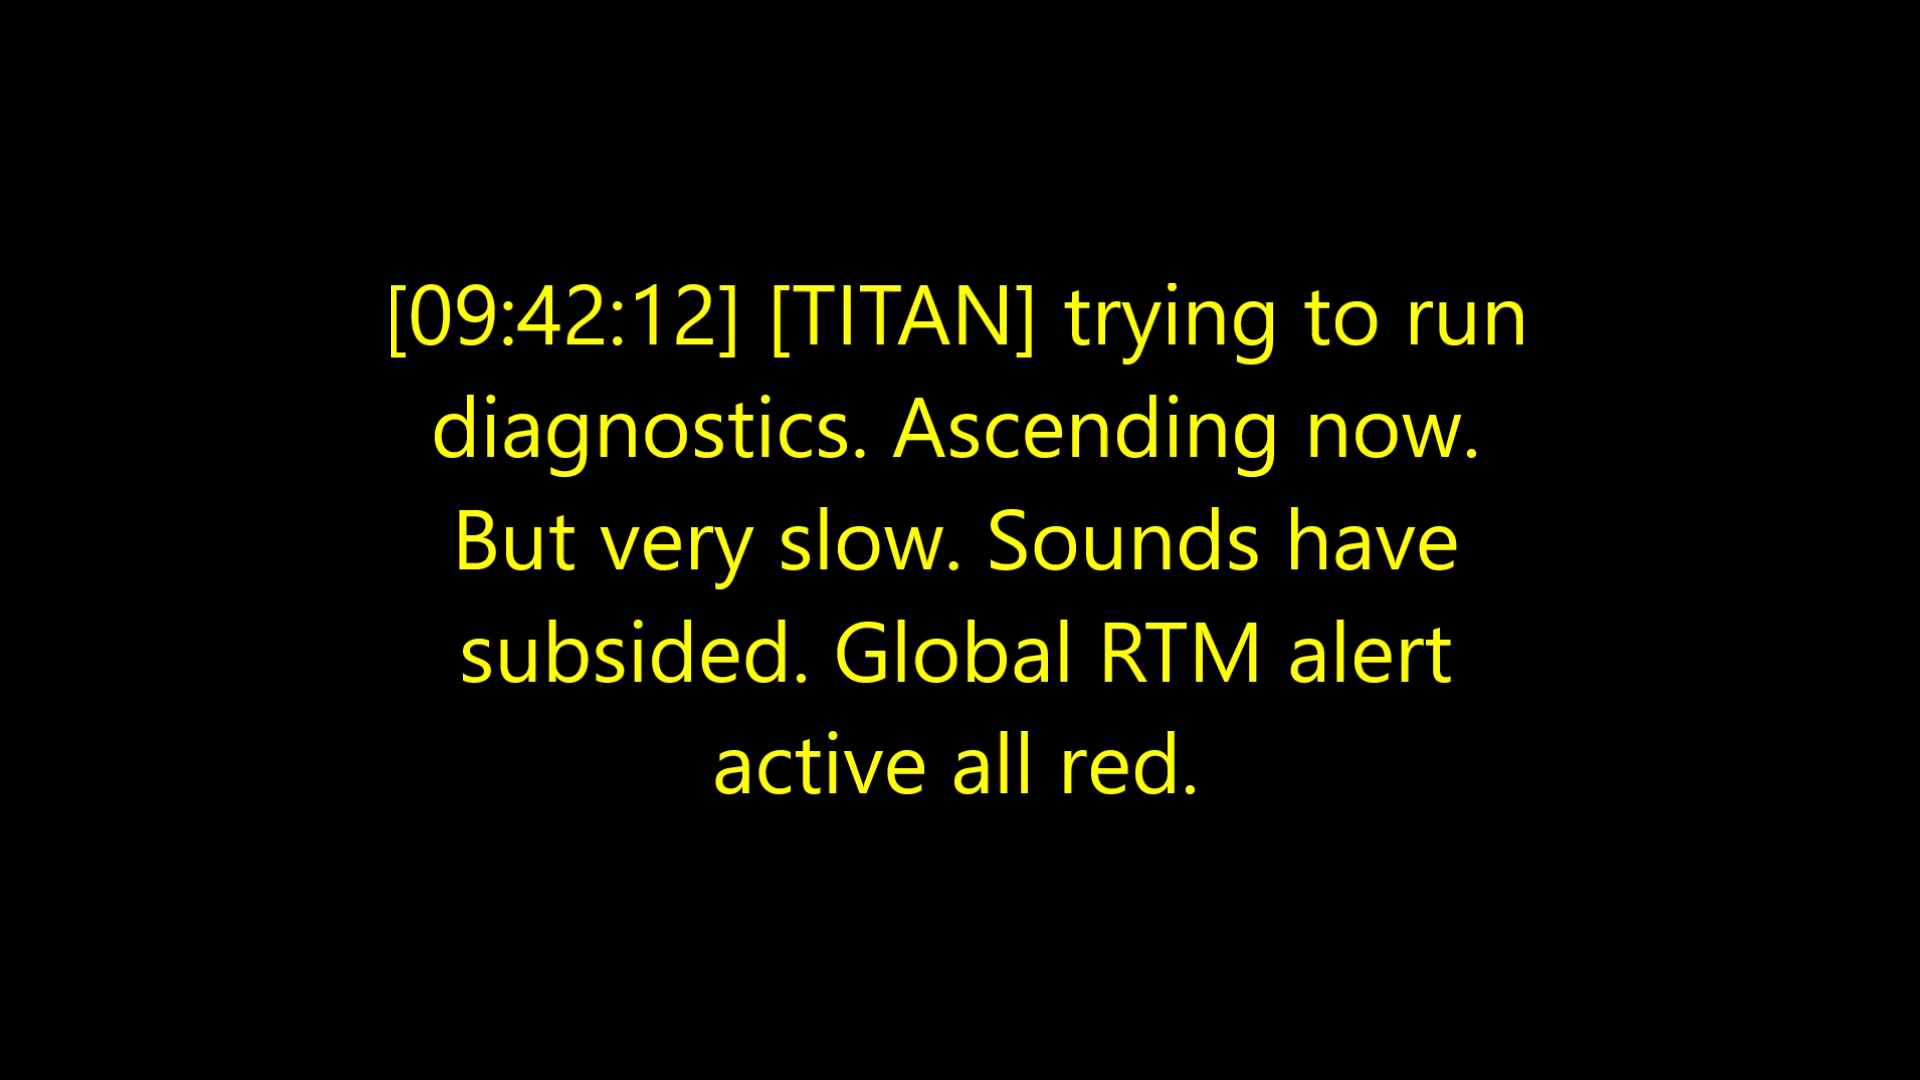 [09:42:12] [TITAN] trying to run
diagnostics. Ascending now.
But very slow. Sounds have
subsided. Global RTM alert
active all red.